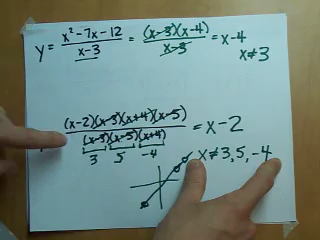 y = x² - 7x - 12 / x - 3 = (x-3)(x-4) / x-3 = x-4
x ≠ 3
(x-2)(x-3)(x+4)(x-5) / (x-3)(x-5)(x+4) = x-2
3 5 -4
x ≠ 3, 5, -4